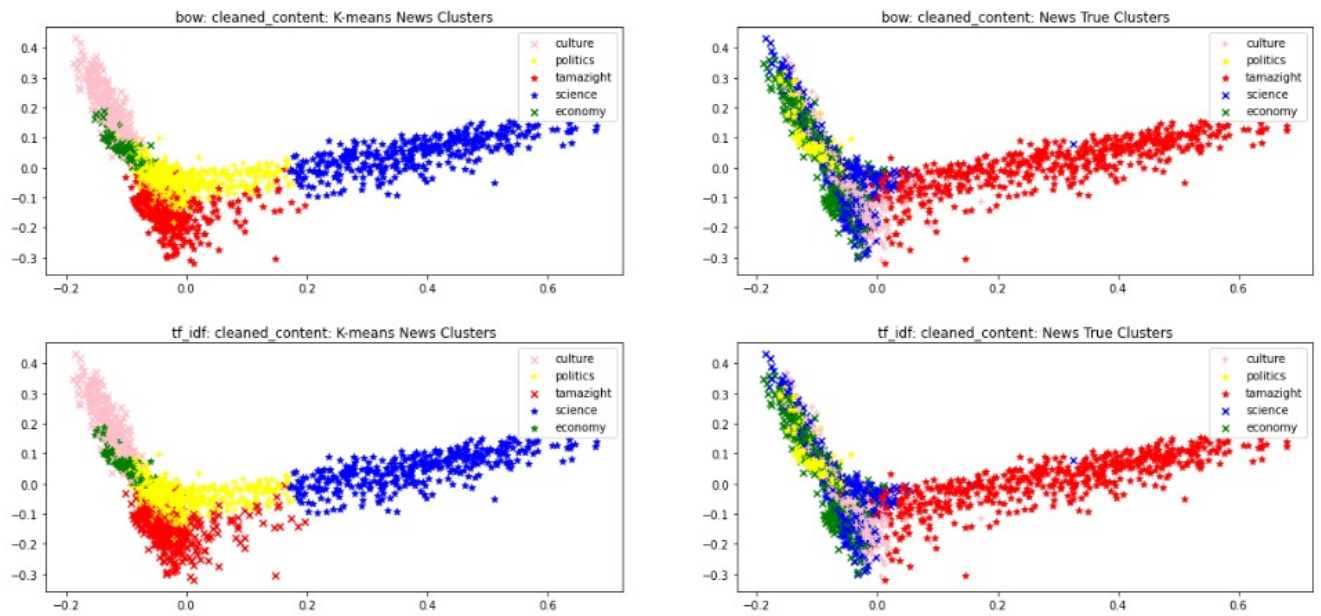 bow: cleaned_content: K-means News Clusters
0.4
0.3
0.2
0.1
0.0
−0.1
−0.2
−0.3
−0.2
0.0
0.2
0.4
0.6
culture
politics
tamazight
science
economy
bow: cleaned_content: News True Clusters
0.4
0.3
0.2
0.1
0.0
−0.1
−0.2
−0.3
−0.2
0.0
0.2
0.4
0.6
culture
politics
tamazight
science
economy
tf_idf: cleaned_content: K-means News Clusters
0.4
0.3
0.2
0.1
0.0
−0.1
−0.2
−0.3
−0.2
0.0
0.2
0.4
0.6
culture
politics
tamazight
science
economy
tf_idf: cleaned_content: News True Clusters
0.4
0.3
0.2
0.1
0.0
−0.1
−0.2
−0.3
−0.2
0.0
0.2
0.4
0.6
culture
politics
tamazight
science
economy